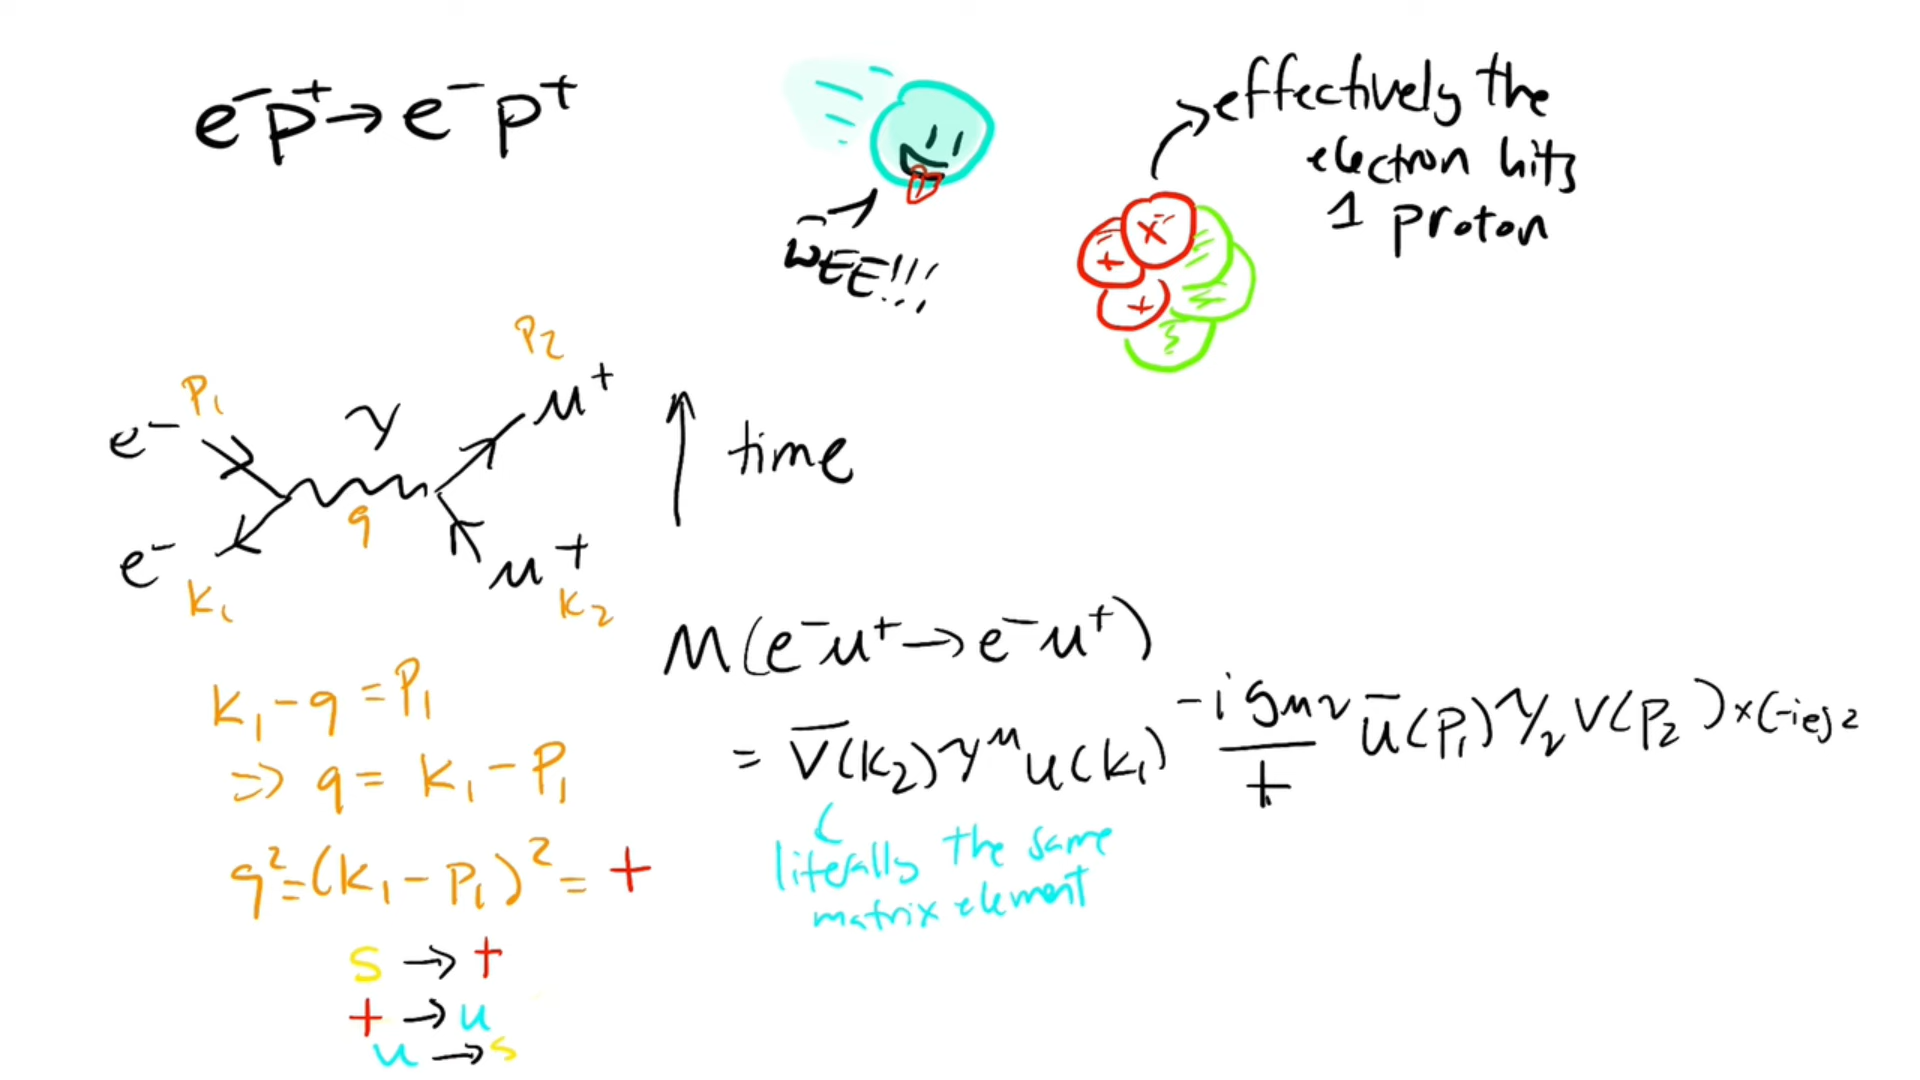 e⁻p⁺ → e⁻p⁺
WEE!!!
→ effectively the
electron hits
1 proton
x
+
+
p₁
p₂
e⁻
γ
μ⁺
q
e⁻
μ⁺
k₁
k₂
↑ time
M(e⁻μ⁺ → e⁻μ⁺)
= v̄(k₂)γ^μ u(k₁) -i g_μν / t ū(p₁)γ_ν v(p₂) × (-ie)²
literally the same
matrix element
k₁ - q = p₁
⇒ q = k₁ - p₁
q² = (k₁ - p₁)² = t
s → t
t → u
u → s